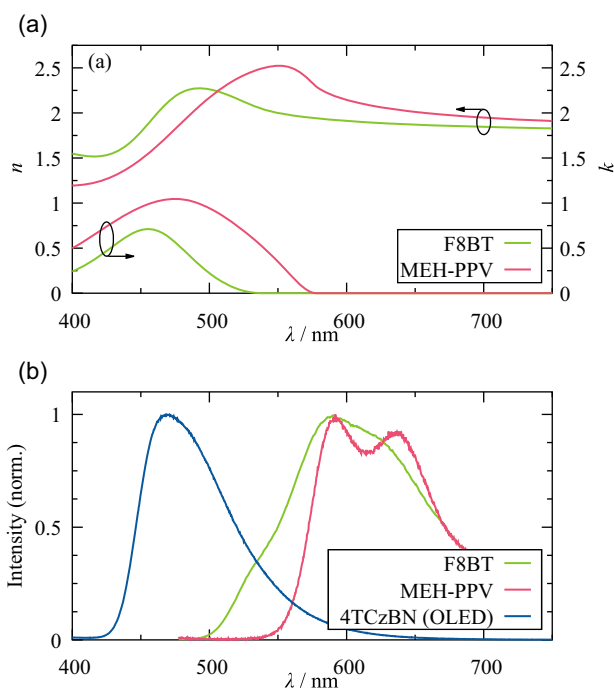 (a)
(a)
2.5
2
1.5
1
0.5
0
n
2.5
2
1.5
1
0.5
0
k
F8BT
MEH-PPV
400 500 600 700
λ / nm
(b)
1
0.5
0
Intensity (norm.)
F8BT
MEH-PPV
4TCzBN (OLED)
400 500 600 700
λ / nm